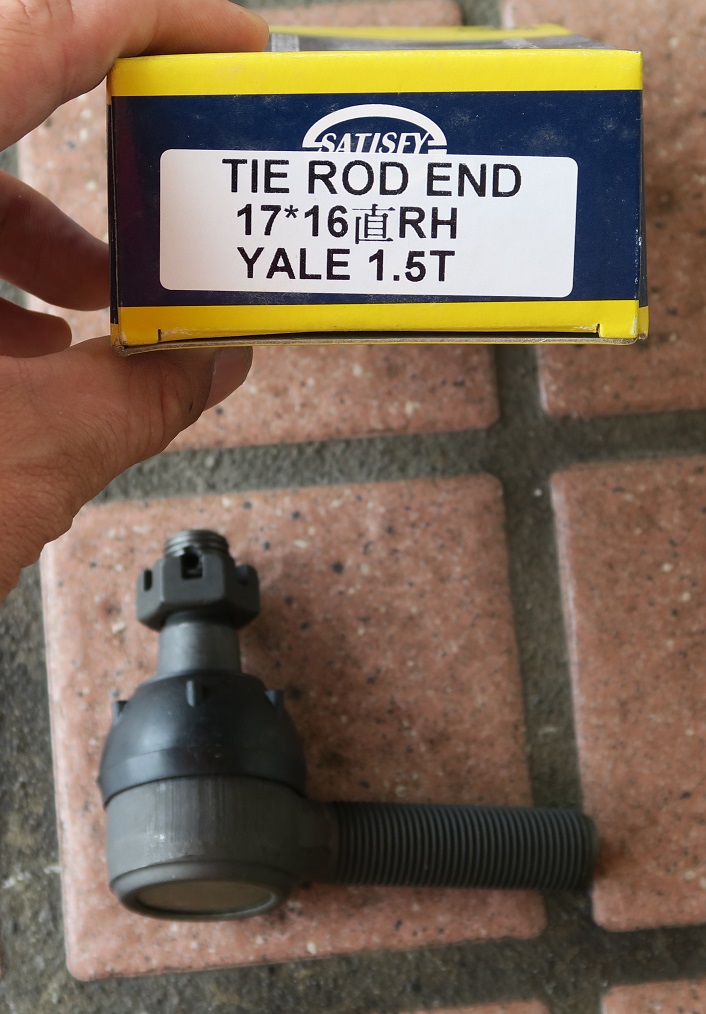 SATISFY
TIE ROD END
17*16直RH
YALE 1.5T